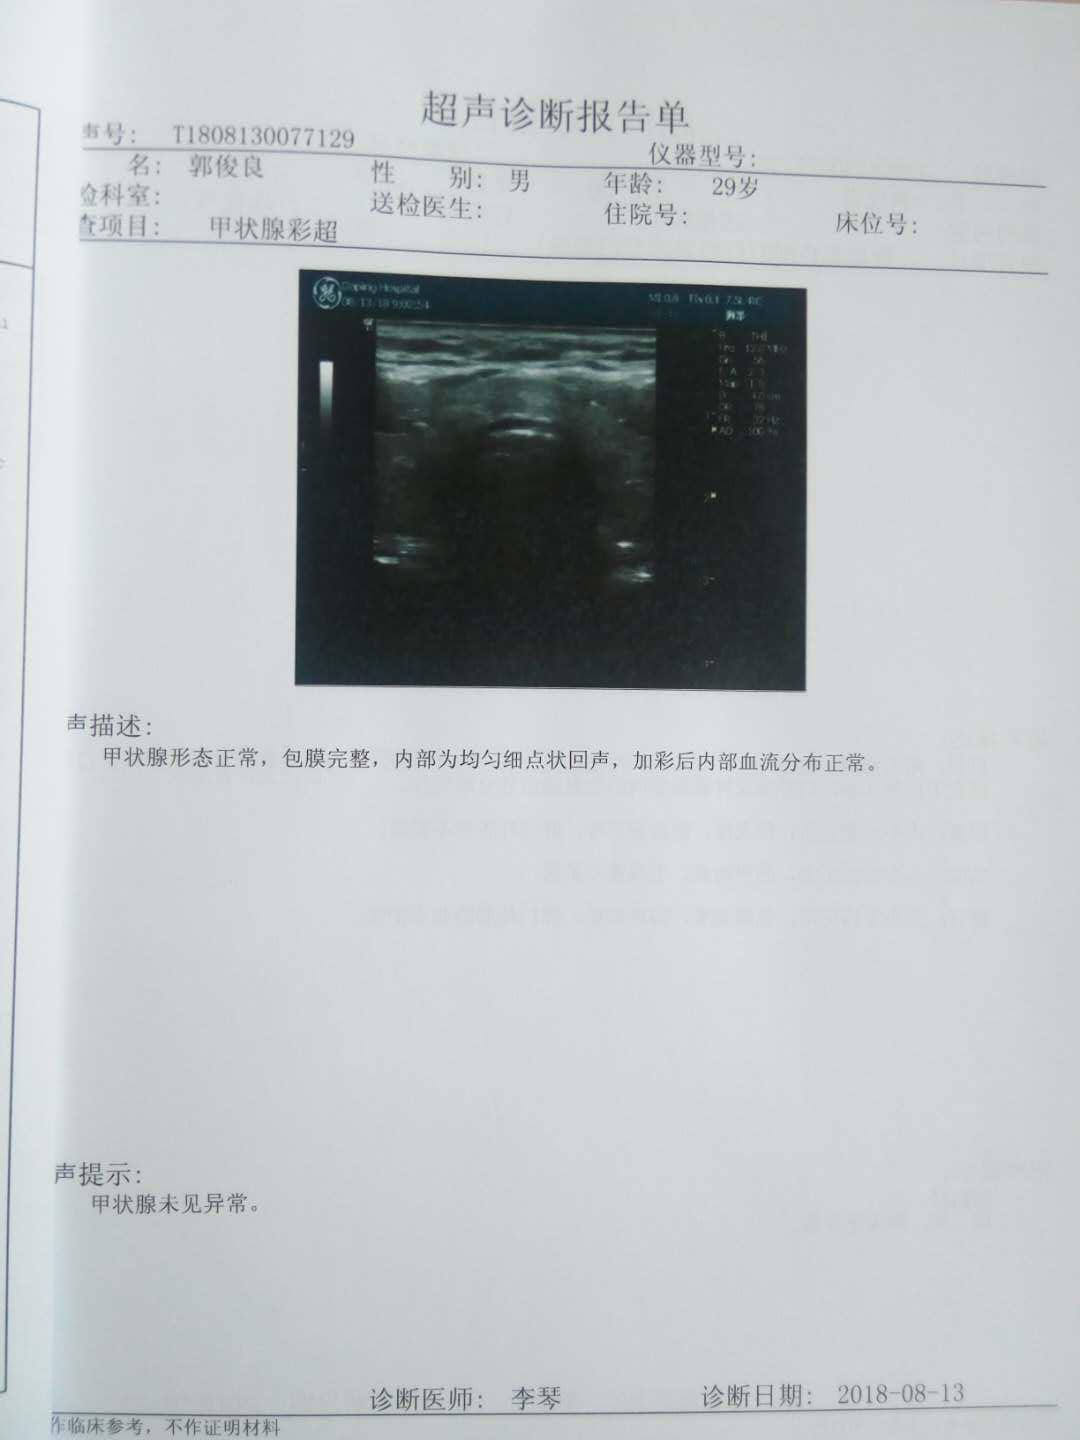 超声诊断报告单
声号： T1808130077129 仪器型号：
名： 郭俊良 性 别： 男 年龄： 29岁
检科室： 送检医生： 住院号： 床位号：
查项目： 甲状腺彩超
Daping Hospital
08/13/18 9:02:54
声描述：
甲状腺形态正常，包膜完整，内部为均匀细点状回声，加彩后内部血流分布正常。
声提示：
甲状腺未见异常。
诊断医师： 李琴 诊断日期： 2018-08-13
作临床参考，不作证明材料